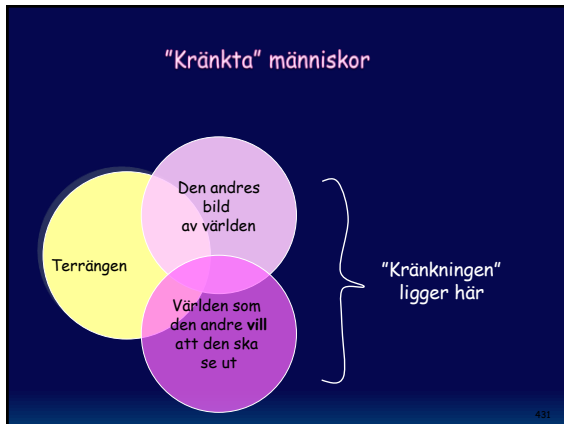 ”Kränkta” människor
Den andres
bild
av världen
Terrängen
Världen som
den andre vill
att den ska
se ut
”Kränkningen”
ligger här
431